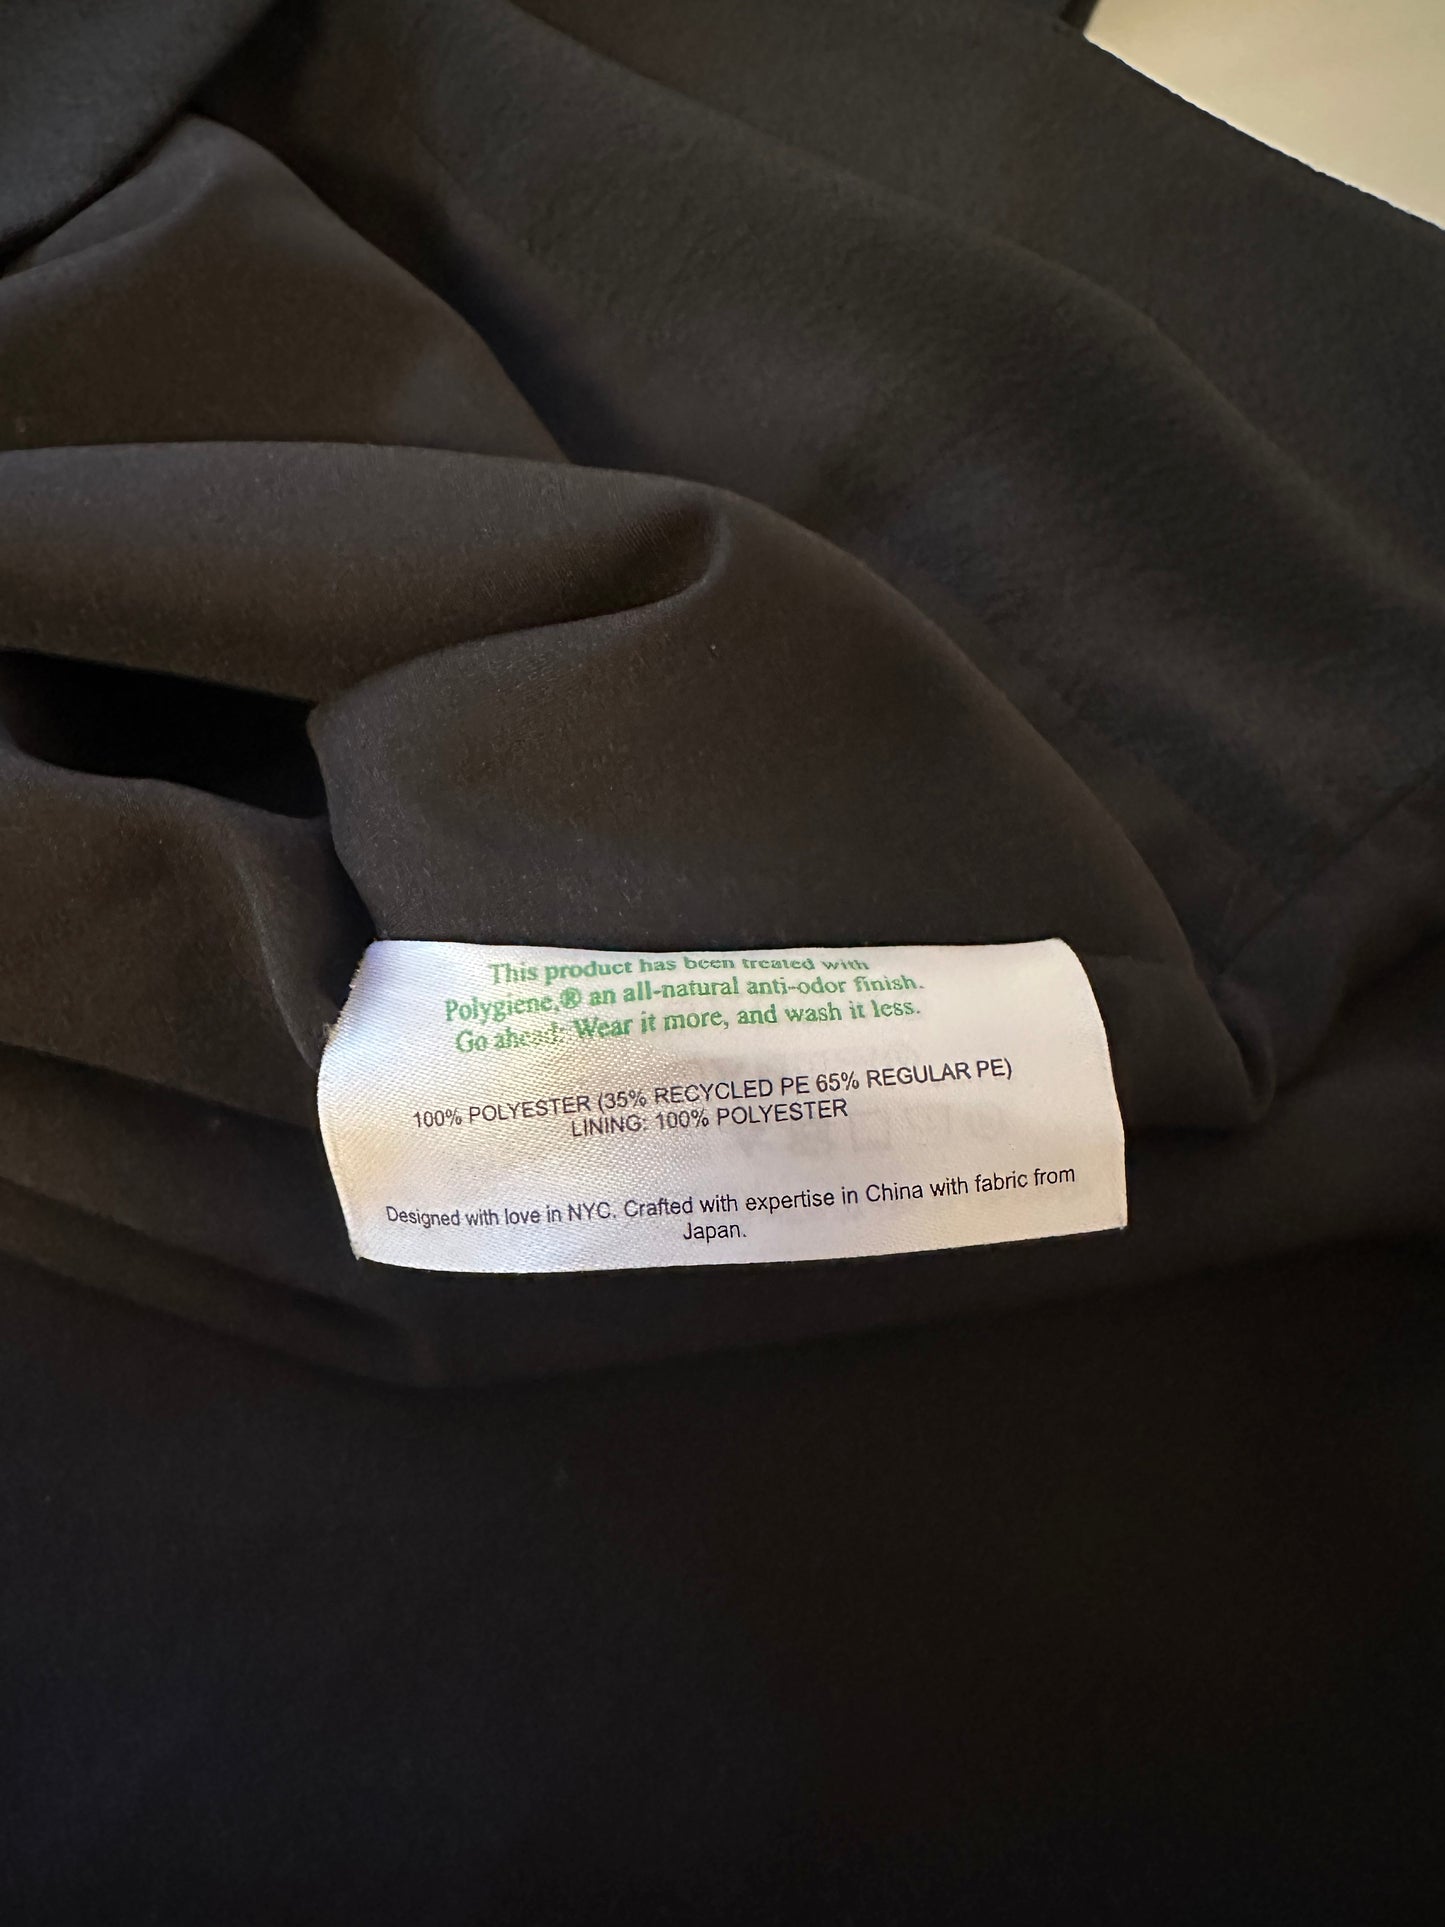 This product has been treated with
Polygiene,® an all-natural anti-odor finish.
Go ahead: Wear it more, and wash it less.
100% POLYESTER (35% RECYCLED PE 65% REGULAR PE)
LINING: 100% POLYESTER
Designed with love in NYC. Crafted with expertise in China with fabric from
Japan.